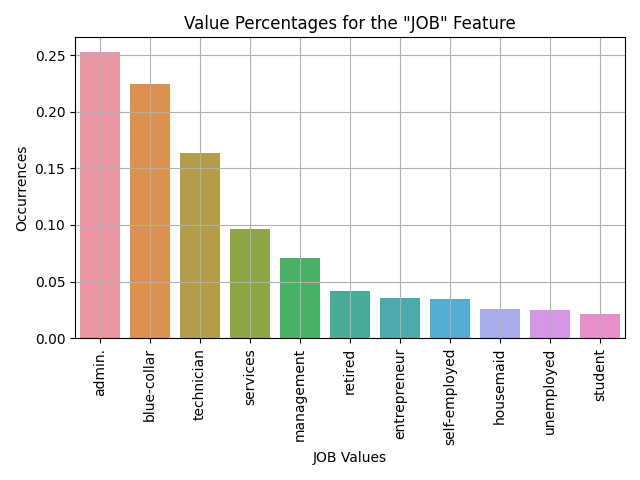 Value Percentages for the "JOB" Feature
Occurrences
0.25
0.20
0.15
0.10
0.05
0.00
admin.
blue-collar
technician
services
management
retired
entrepreneur
self-employed
housemaid
unemployed
student
JOB Values